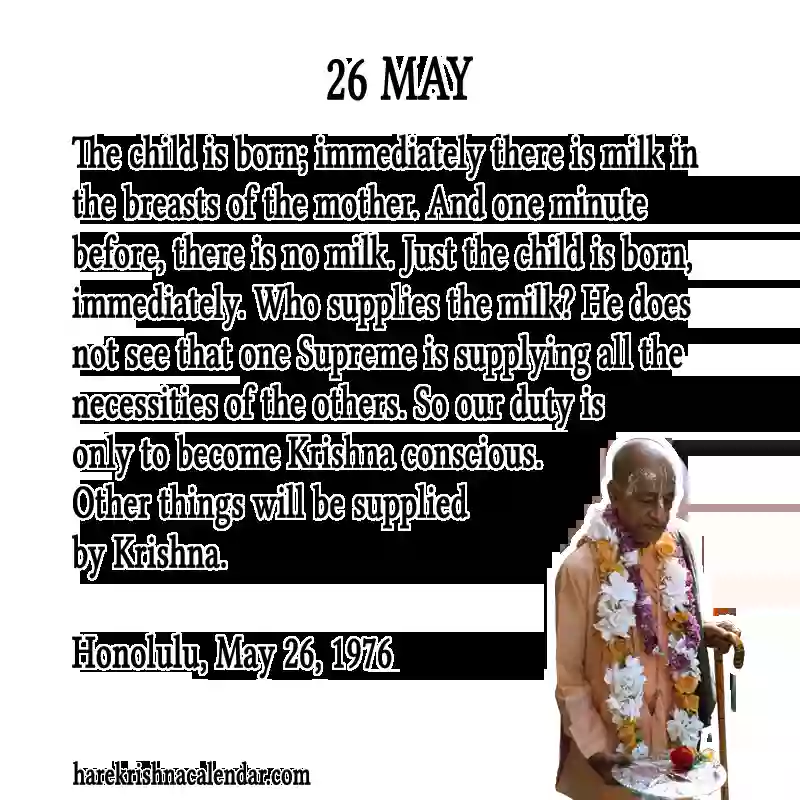 26 MAY
The child is born; immediately there is milk in
the breasts of the mother. And one minute
before, there is no milk. Just the child is born,
immediately. Who supplies the milk? He does
not see that one Supreme is supplying all the
necessities of the others. So our duty is
only to become Krishna conscious.
Other things will be supplied
by Krishna.
Honolulu, May 26, 1976
harekrishnacalendar.com